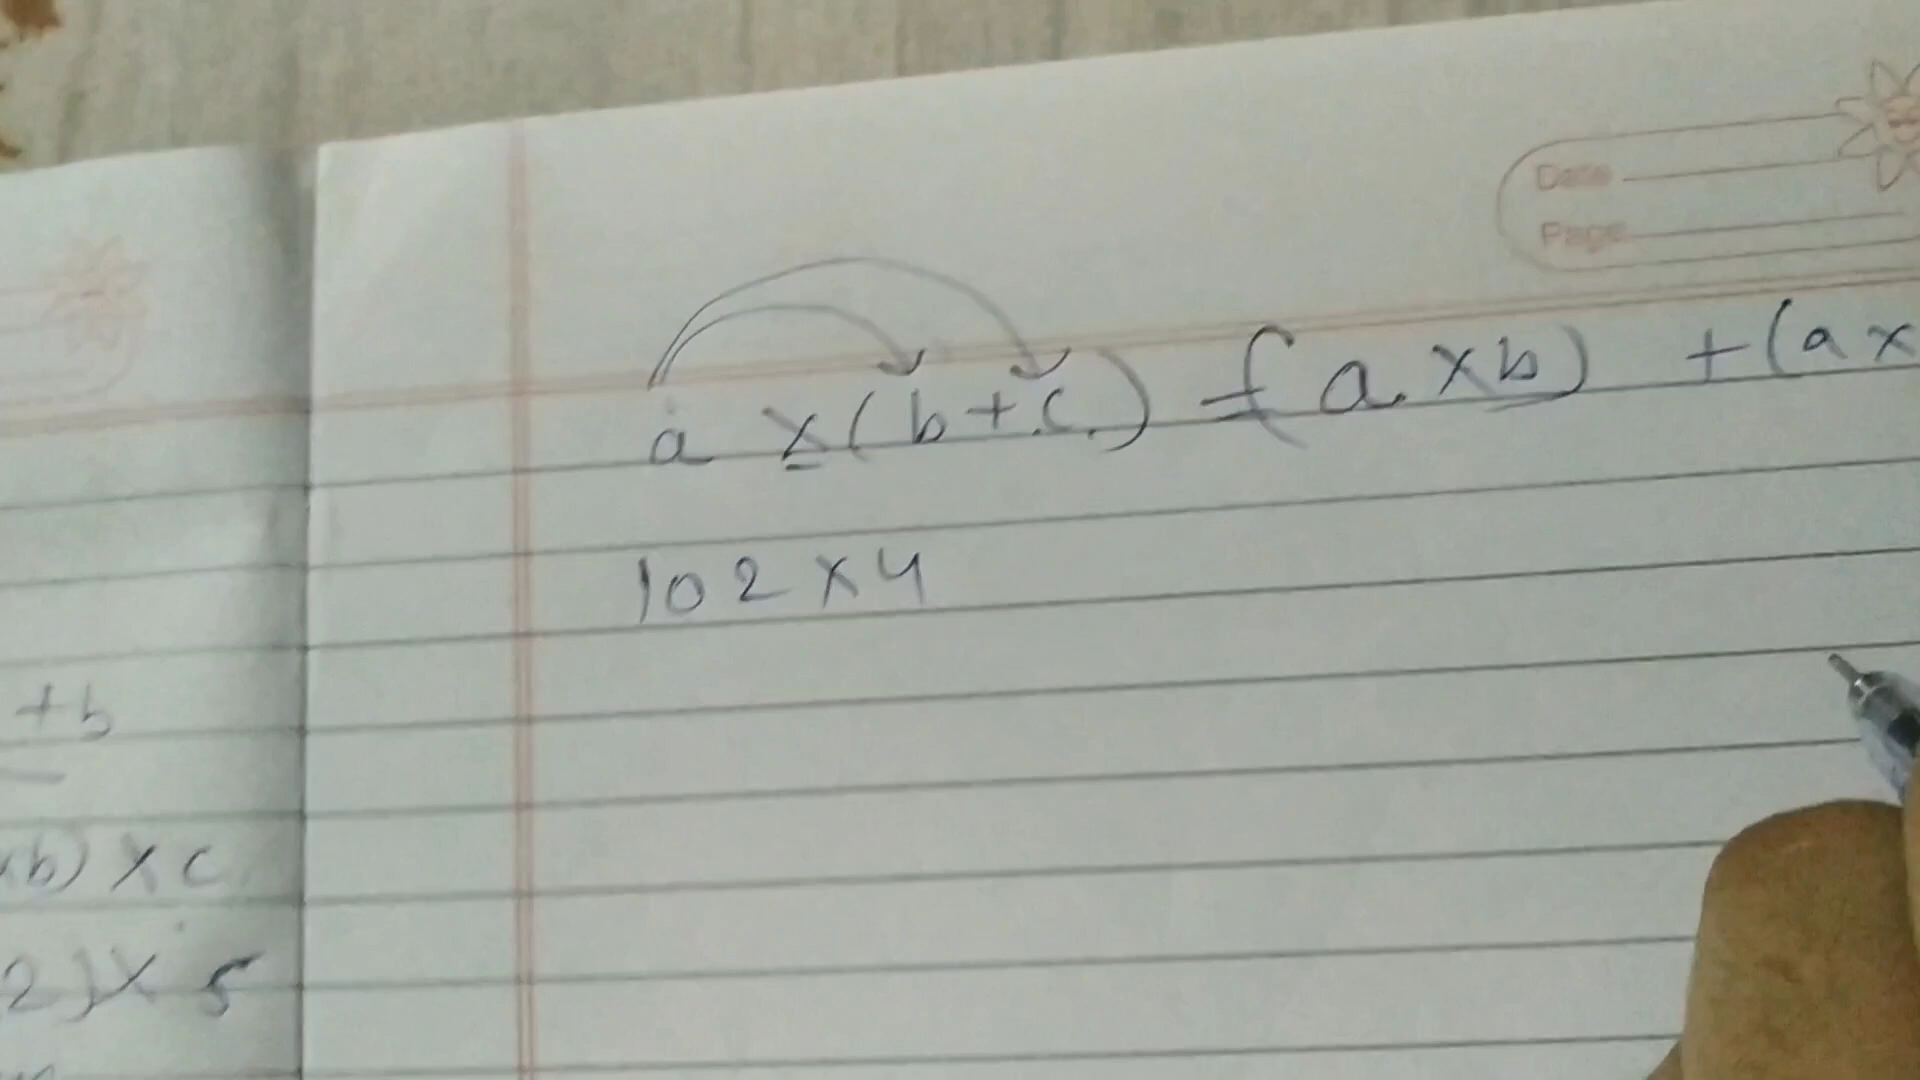 +b
b) × c
2) × 5
Date
Page
a × (b + c) = (a × b) + (a ×
102 × 4